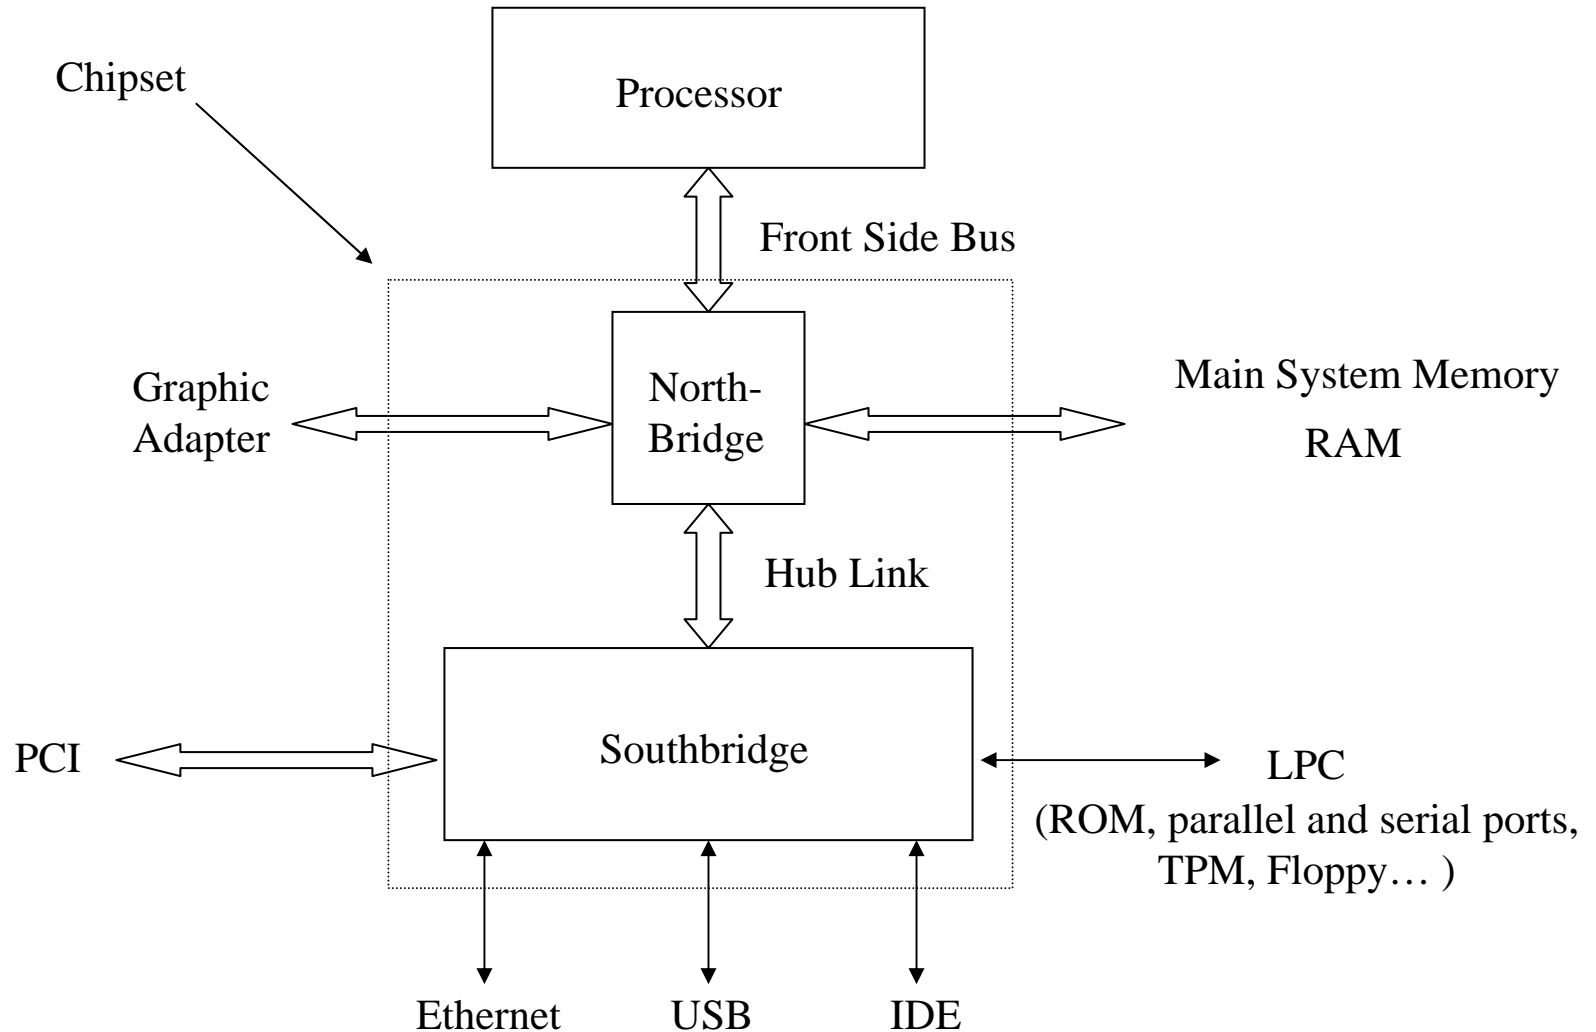 Chipset
Processor
Front Side Bus
Graphic
Adapter
North-
Bridge
Main System Memory
RAM
Hub Link
PCI
Southbridge
LPC
(ROM, parallel and serial ports,
TPM, Floppy… )
Ethernet
USB
IDE